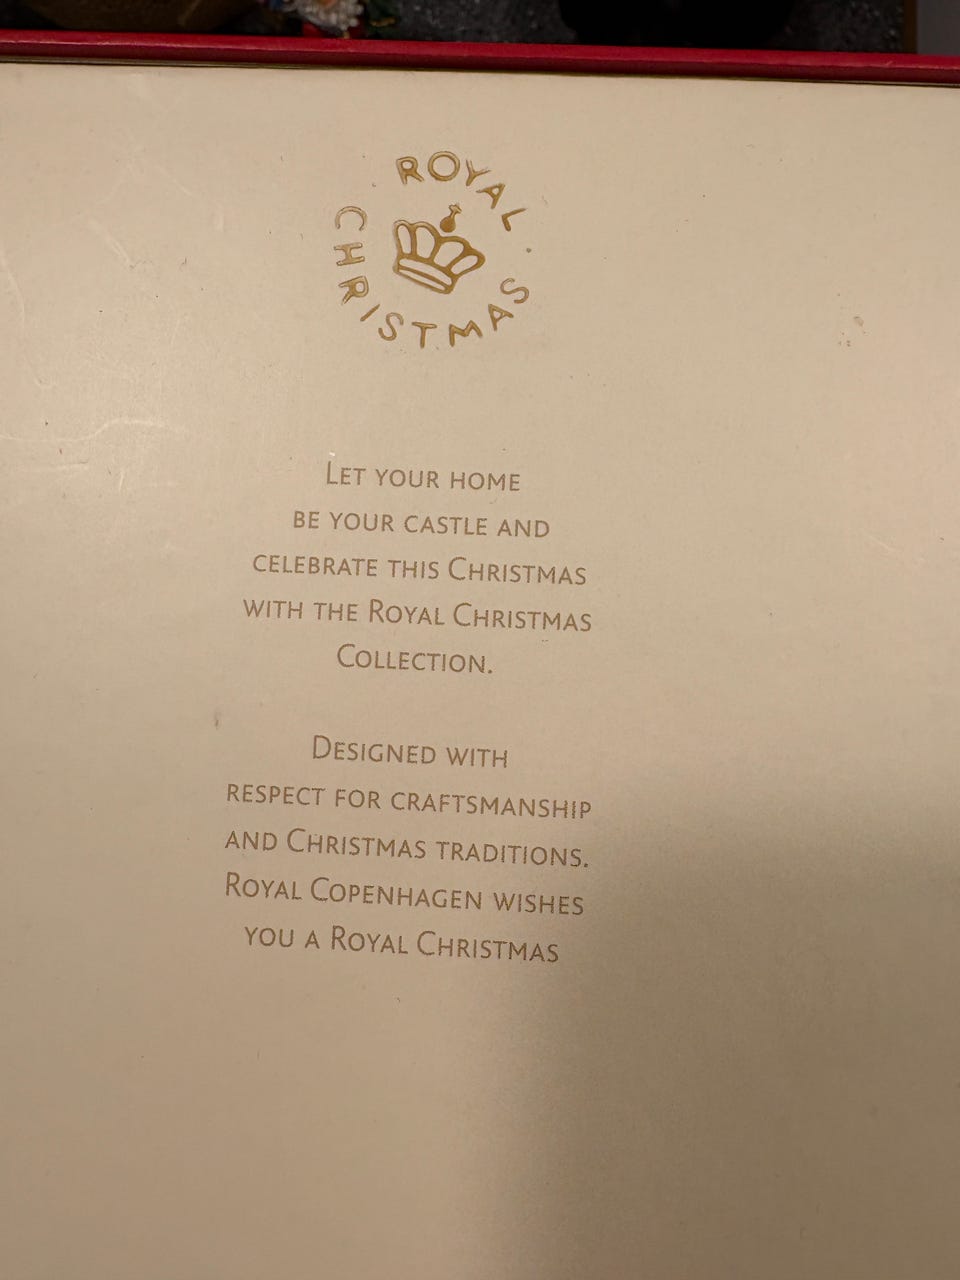 ROYAL
CHRISTMAS
LET YOUR HOME
BE YOUR CASTLE AND
CELEBRATE THIS CHRISTMAS
WITH THE ROYAL CHRISTMAS
COLLECTION.
DESIGNED WITH
RESPECT FOR CRAFTSMANSHIP
AND CHRISTMAS TRADITIONS.
ROYAL COPENHAGEN WISHES
YOU A ROYAL CHRISTMAS